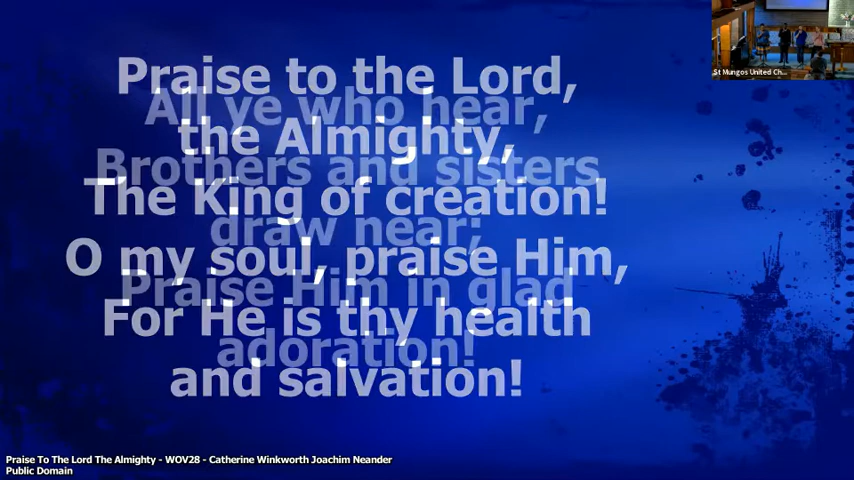 Praise to the Lord,
the Almighty,
The King of creation!
O my soul, praise Him,
For He is thy health
and salvation!
All ye who hear,
Brothers and sisters
draw near;
Praise Him in glad
adoration!
St Mungos United Ch...
Praise To The Lord The Almighty - WOV28 - Catherine Winkworth Joachim Neander
Public Domain